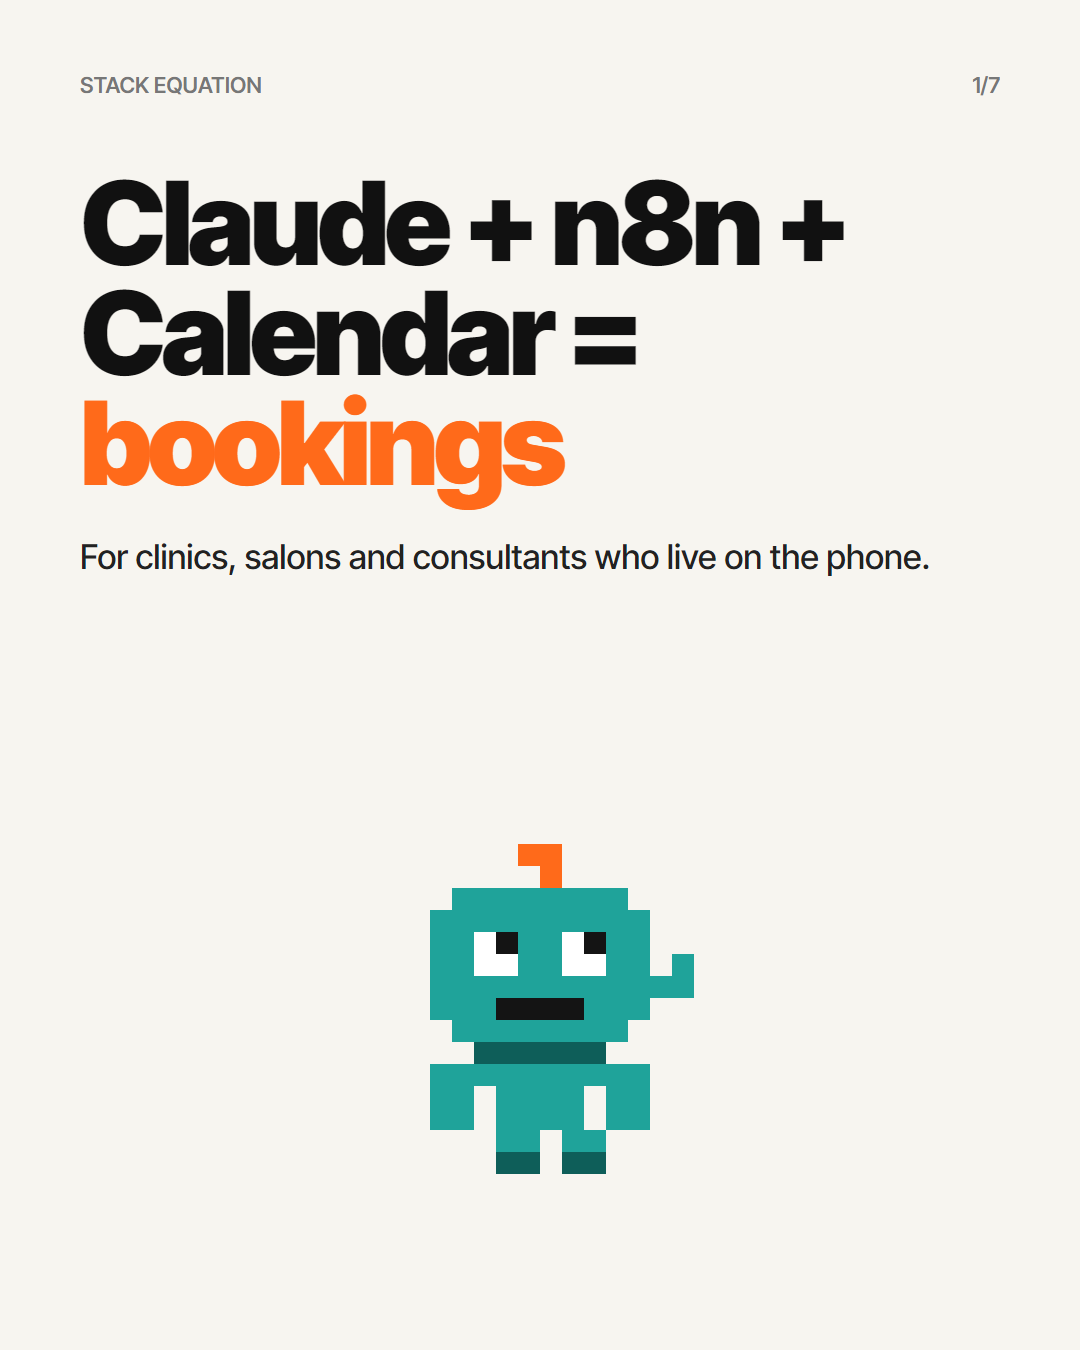 STACK EQUATION
1/7
Claude + n8n +
Calendar =
bookings
For clinics, salons and consultants who live on the phone.